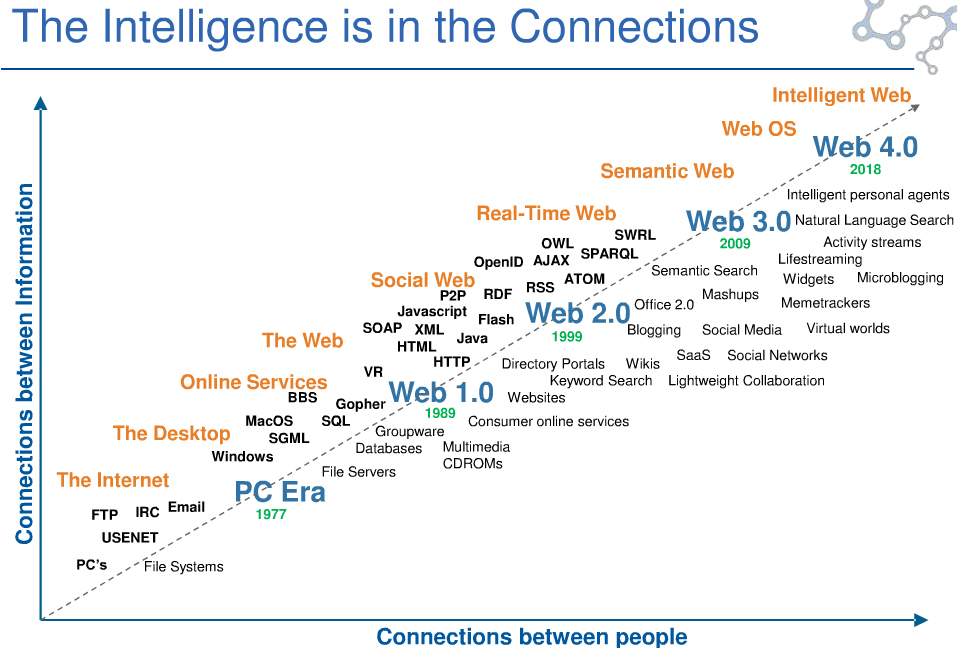 The Intelligence is in the Connections
Intelligent Web
Web OS
Web 4.0
2018
Semantic Web
Intelligent personal agents
Real-Time Web
Web 3.0
Natural Language Search
2009
SWRL
OWL
SPARQL
Activity streams
OpenID
AJAX
Lifestreaming
Semantic Search
Social Web
ATOM
Widgets
Microblogging
P2P
RDF
RSS
Mashups
Office 2.0
Memetrackers
Javascript
Flash
Web 2.0
1999
SOAP
XML
Blogging
Social Media
Virtual worlds
The Web
HTML
Java
SaaS
Social Networks
HTTP
Directory Portals
Wikis
VR
Keyword Search
Lightweight Collaboration
Online Services
BBS
Web 1.0
1989
Websites
Gopher
MacOS
SQL
Consumer online services
The Desktop
SGML
Groupware
Windows
Databases
Multimedia
CDROMs
File Servers
The Internet
PC Era
1977
FTP
IRC
Email
USENET
PC's
File Systems
Connections between Information
Connections between people